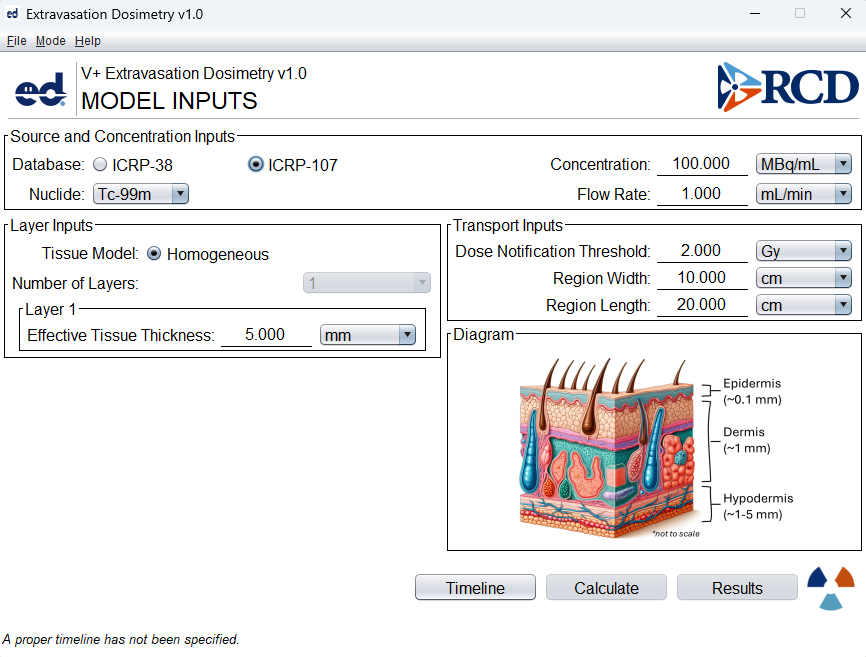 ed Extravasation Dosimetry v1.0
File Mode Help
ed V+ Extravasation Dosimetry v1.0
MODEL INPUTS
RCD
Source and Concentration Inputs
Database: ICRP-38 ICRP-107 Concentration: 100.000 MBq/mL
Nuclide: Tc-99m Flow Rate: 1.000 mL/min
Layer Inputs
Tissue Model: Homogeneous
Number of Layers: 1
Layer 1
Effective Tissue Thickness: 5.000 mm
Transport Inputs
Dose Notification Threshold: 2.000 Gy
Region Width: 10.000 cm
Region Length: 20.000 cm
Diagram
Epidermis
(~0.1 mm)
Dermis
(~1 mm)
Hypodermis
(~1-5 mm)
*not to scale
Timeline Calculate Results
A proper timeline has not been specified.